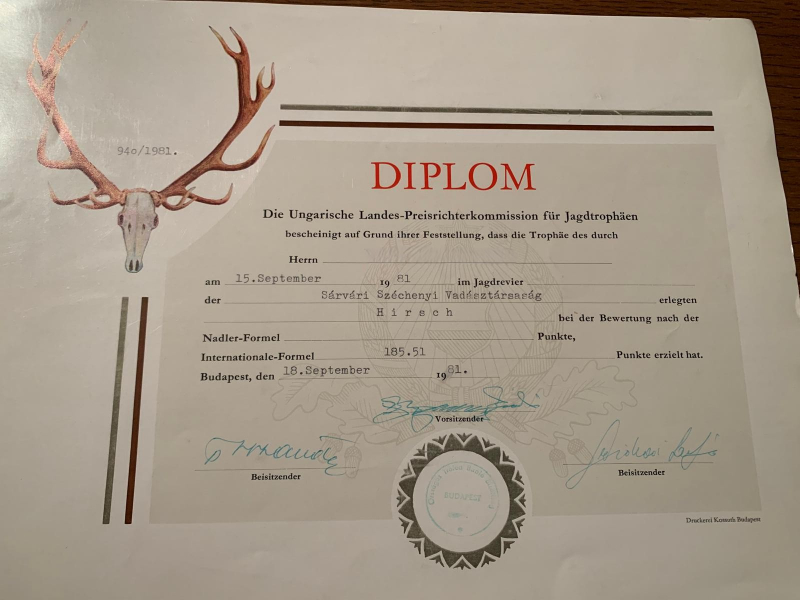 94o/1981.
DIPLOM
Die Ungarische Landes-Preisrichterkommission für Jagdtrophäen
bescheinigt auf Grund ihrer Feststellung, dass die Trophäe des durch
Herrn
am 15.September 19 81 im Jagdrevier
der Sárvári Széchenyi Vadásztársaság erlegten
Hirsch bei der Bewertung nach der
Nadler-Formel Punkte,
Internationale-Formel 185.51 Punkte erzielt hat.
Budapest, den 18.September 1981.
Vorsitzender
Beisitzender
Beisitzender
BUDAPEST
Druckerei Kossuth Budapest